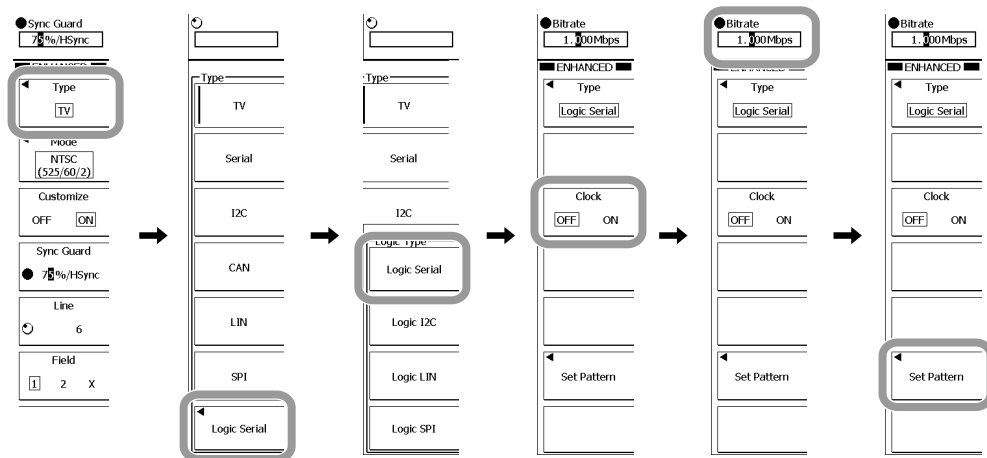 Sync Guard
75%/HSync
ENHANCED
Type
TV
Mode
NTSC
(525/60/2)
Customize
OFF ON
Sync Guard
75%/HSync
Line
6
Field
1 2 X
Type
TV
Serial
I2C
CAN
LIN
SPI
Logic Serial
Type
TV
Serial
I2C
Logic Type
Logic Serial
Logic I2C
Logic LIN
Logic SPI
Bitrate
1.000Mbps
ENHANCED
Type
Logic Serial
Clock
OFF ON
Set Pattern
Bitrate
1.000Mbps
ENHANCED
Type
Logic Serial
Clock
OFF ON
Set Pattern
Bitrate
1.000Mbps
ENHANCED
Type
Logic Serial
Clock
OFF ON
Set Pattern